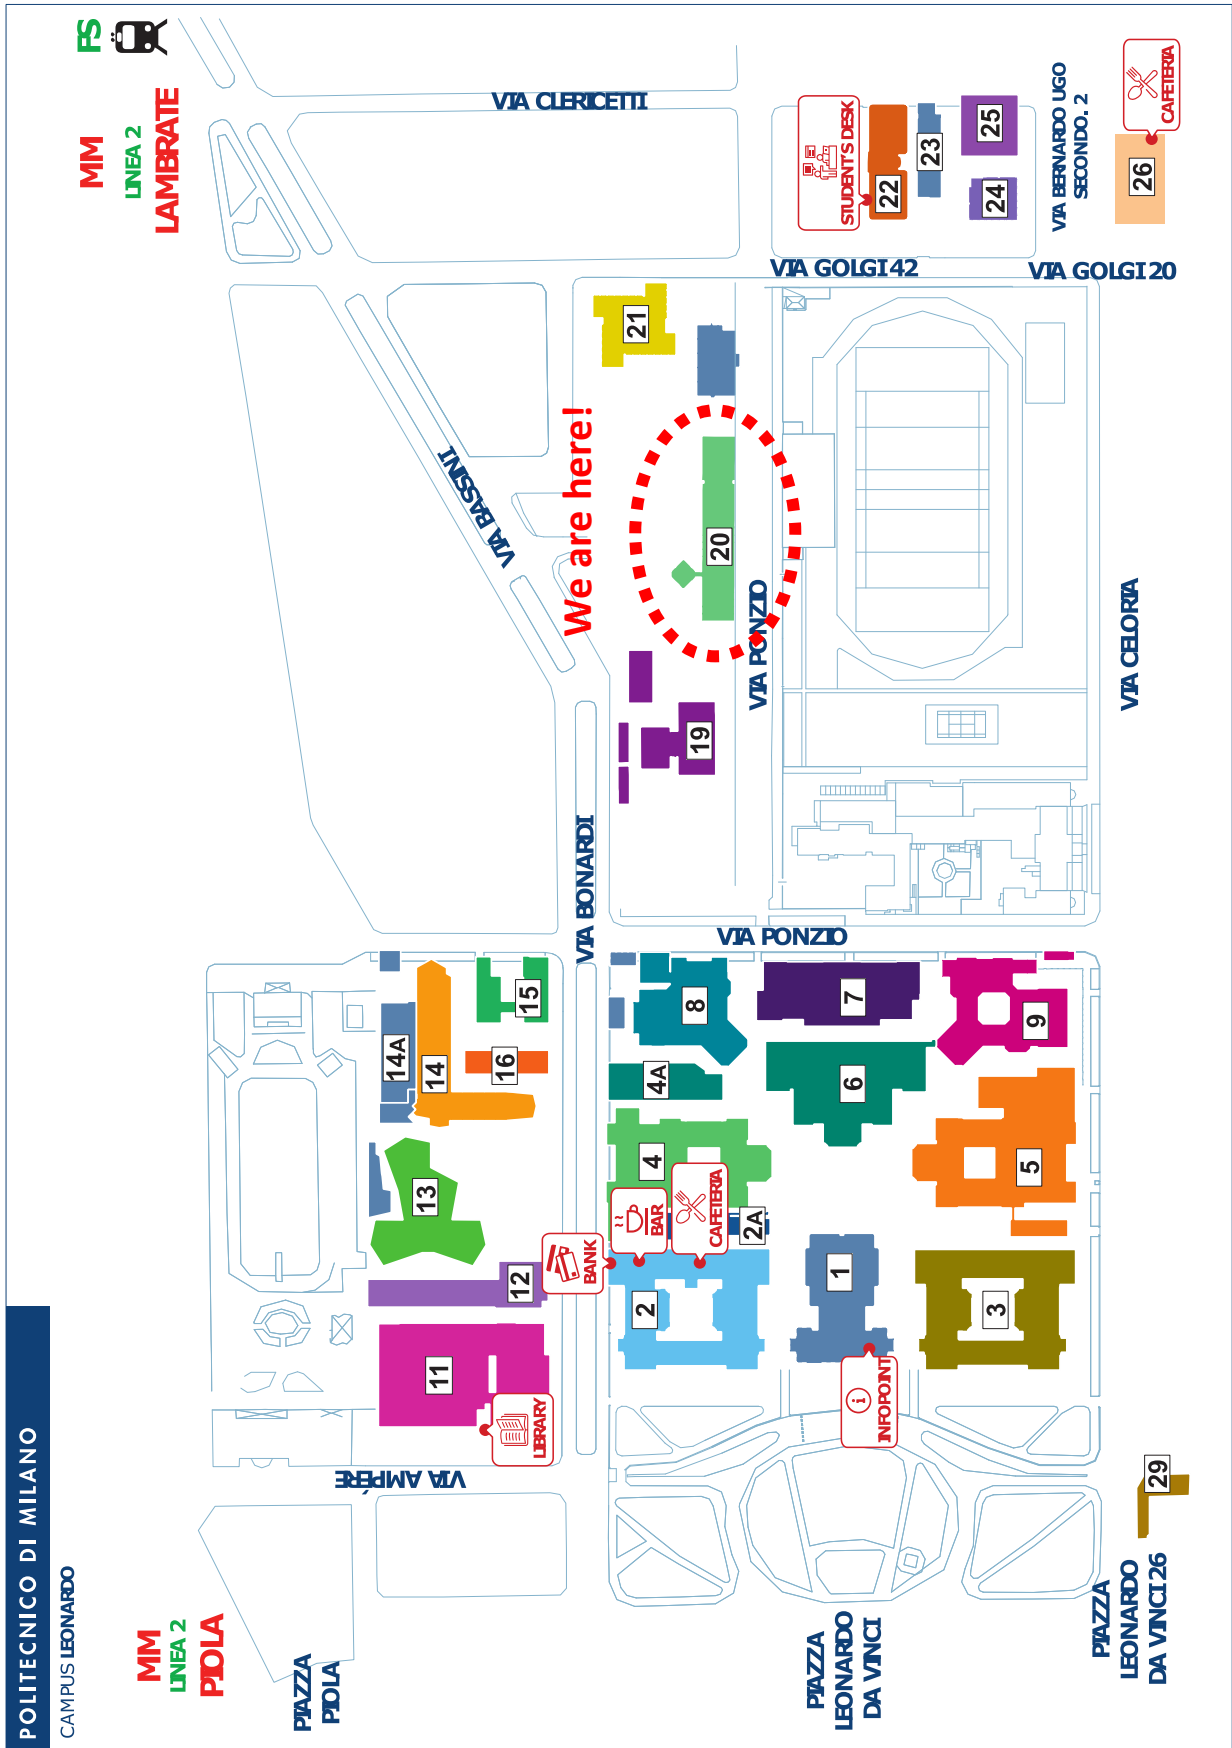 POLITECNICO DI MILANO
CAMPUS LEONARDO
MM
LINEA 2
PIOLA
PIAZZA
PIOLA
VIA AMPÉRE
MM
LINEA 2
LAMBRATE
FS
11
LIBRARY
12
13
14A
14
15
16
BANK
VIA BONARDI
VIA BASSINI
VIA CLERICETTI
We are here!
19
20
21
VIA PONZIO
VIA PONZIO
2
BAR
CAFETERIA
2A
4
4A
8
7
6
1
INFOPOINT
3
5
9
PIAZZA
LEONARDO
DA VINCI
STUDENT'S DESK
22
23
24
25
VIA GOLGI 42
VIA GOLGI 20
VIA BERNARDO UGO
SECONDO, 2
26
CAFETERIA
VIA CELORIA
29
PIAZZA
LEONARDO
DA VINCI 26